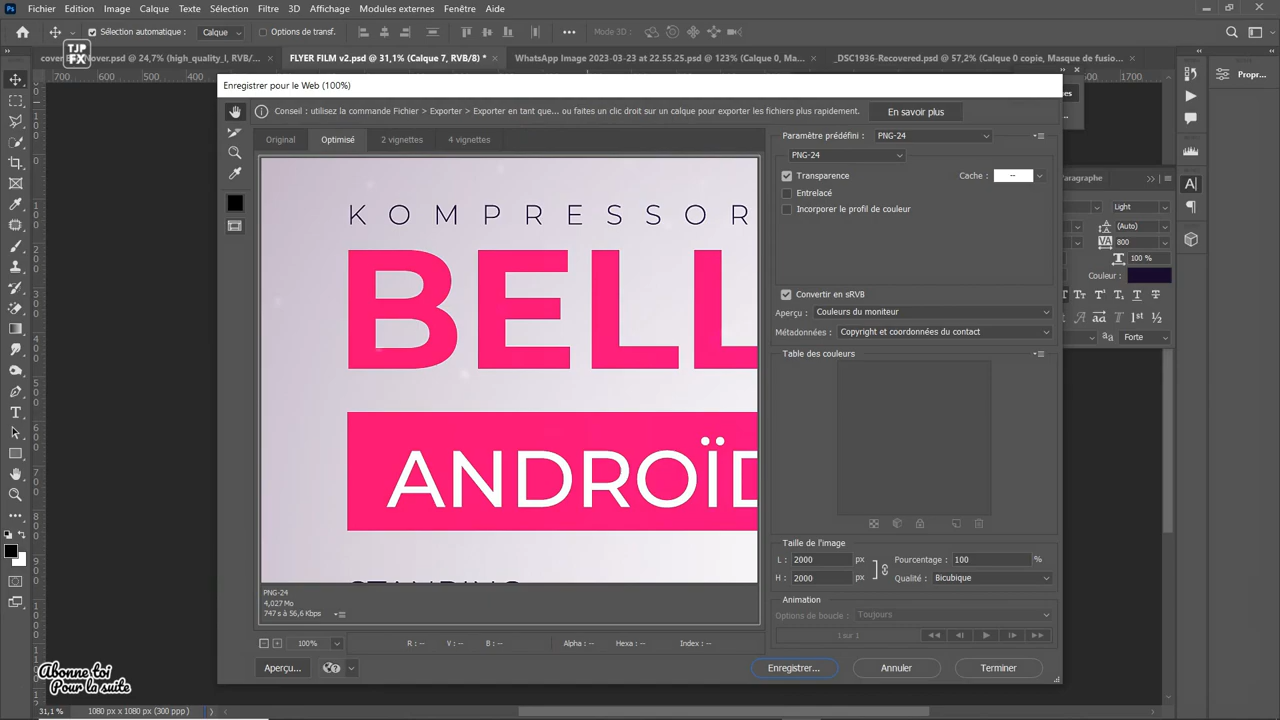 Fichier Edition Image Calque Texte Sélection Filtre 3D Affichage Modules externes Fenêtre Aide
Sélection automatique : Calque Options de transf. Mode 3D :
TJP
FX
FLYER FILM v2.psd @ 31,1% (Calque 7, RVB/8) * WhatsApp Image 2023-03-23 at 22.55.25.psd @ 123% (Calque 0, Ma... _DSC1936-Recovered.psd @ 57,2% (Calque 0 copie, Masque de fusio...
Enregistrer pour le Web (100%)
Conseil : utilisez la commande Fichier > Exporter > Exporter en tant que... ou faites un clic droit sur un calque pour exporter les fichiers plus rapidement. En savoir plus
Original Optimisé 2 vignettes 4 vignettes
Paramètre prédéfini : PNG-24
PNG-24
Transparence Cache : --
Entrelacé
Incorporer le profil de couleur
Convertir en sRVB
Aperçu : Couleurs du moniteur
Métadonnées : Copyright et coordonnées du contact
Table des couleurs
KOMPRESSOR
BELL
ANDROÏD
Taille de l'image
L : 2000 px Pourcentage : 100 %
H : 2000 px Qualité : Bicubique
Animation
Options de boucle : Toujours
1 sur 1
PNG-24
4,027 Mo
747 s à 56,6 Kbps
100% R : -- V : -- B : -- Alpha : -- Hexa : -- Index : --
Aperçu... Enregistrer... Annuler Terminer
Propr...
Paragraphe
Light
(Auto)
800
100 %
Couleur :
Forte
Abonne toi
Pour la suite
31,1% 1080 px x 1080 px (300 ppp)